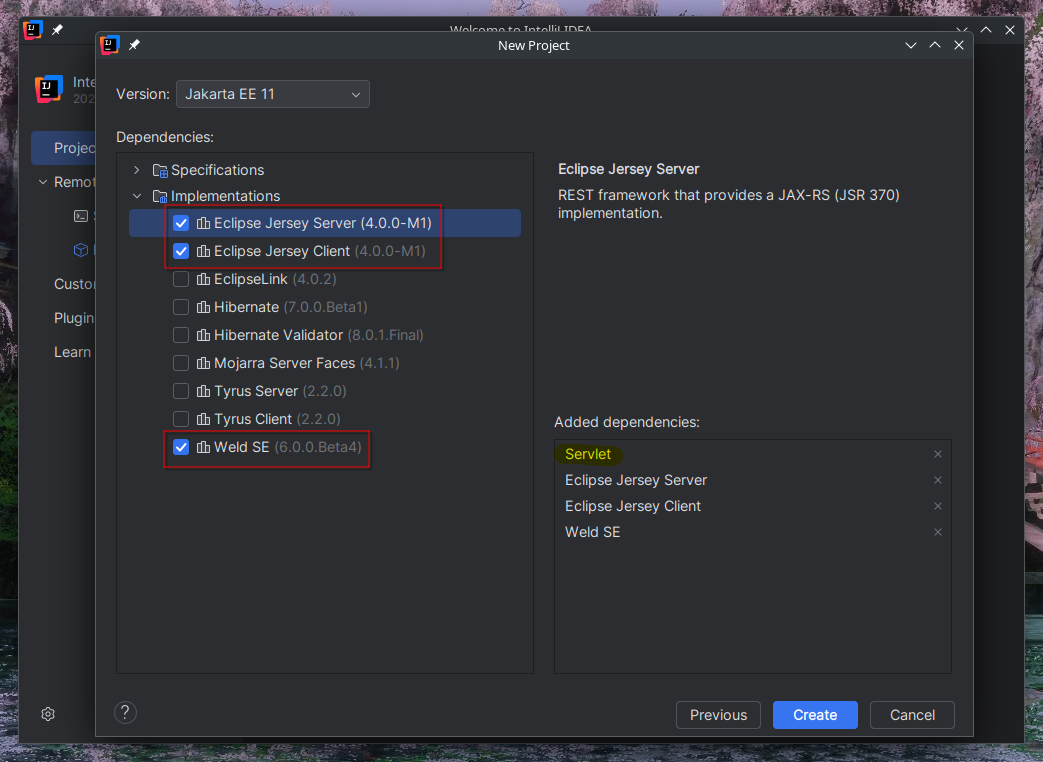 New Project
Version: Jakarta EE 11
Dependencies:
Specifications
Implementations
Eclipse Jersey Server (4.0.0-M1)
Eclipse Jersey Client (4.0.0-M1)
EclipseLink (4.0.2)
Hibernate (7.0.0.Beta1)
Hibernate Validator (8.0.1.Final)
Mojarra Server Faces (4.1.1)
Tyrus Server (2.2.0)
Tyrus Client (2.2.0)
Weld SE (6.0.0.Beta4)
Eclipse Jersey Server
REST framework that provides a JAX-RS (JSR 370)
implementation.
Added dependencies:
Servlet
Eclipse Jersey Server
Eclipse Jersey Client
Weld SE
?
Previous
Create
Cancel
Welcome to IntelliJ IDEA
IJ
Inte
202
Projec
Remot
Custo
Plugin
Learn